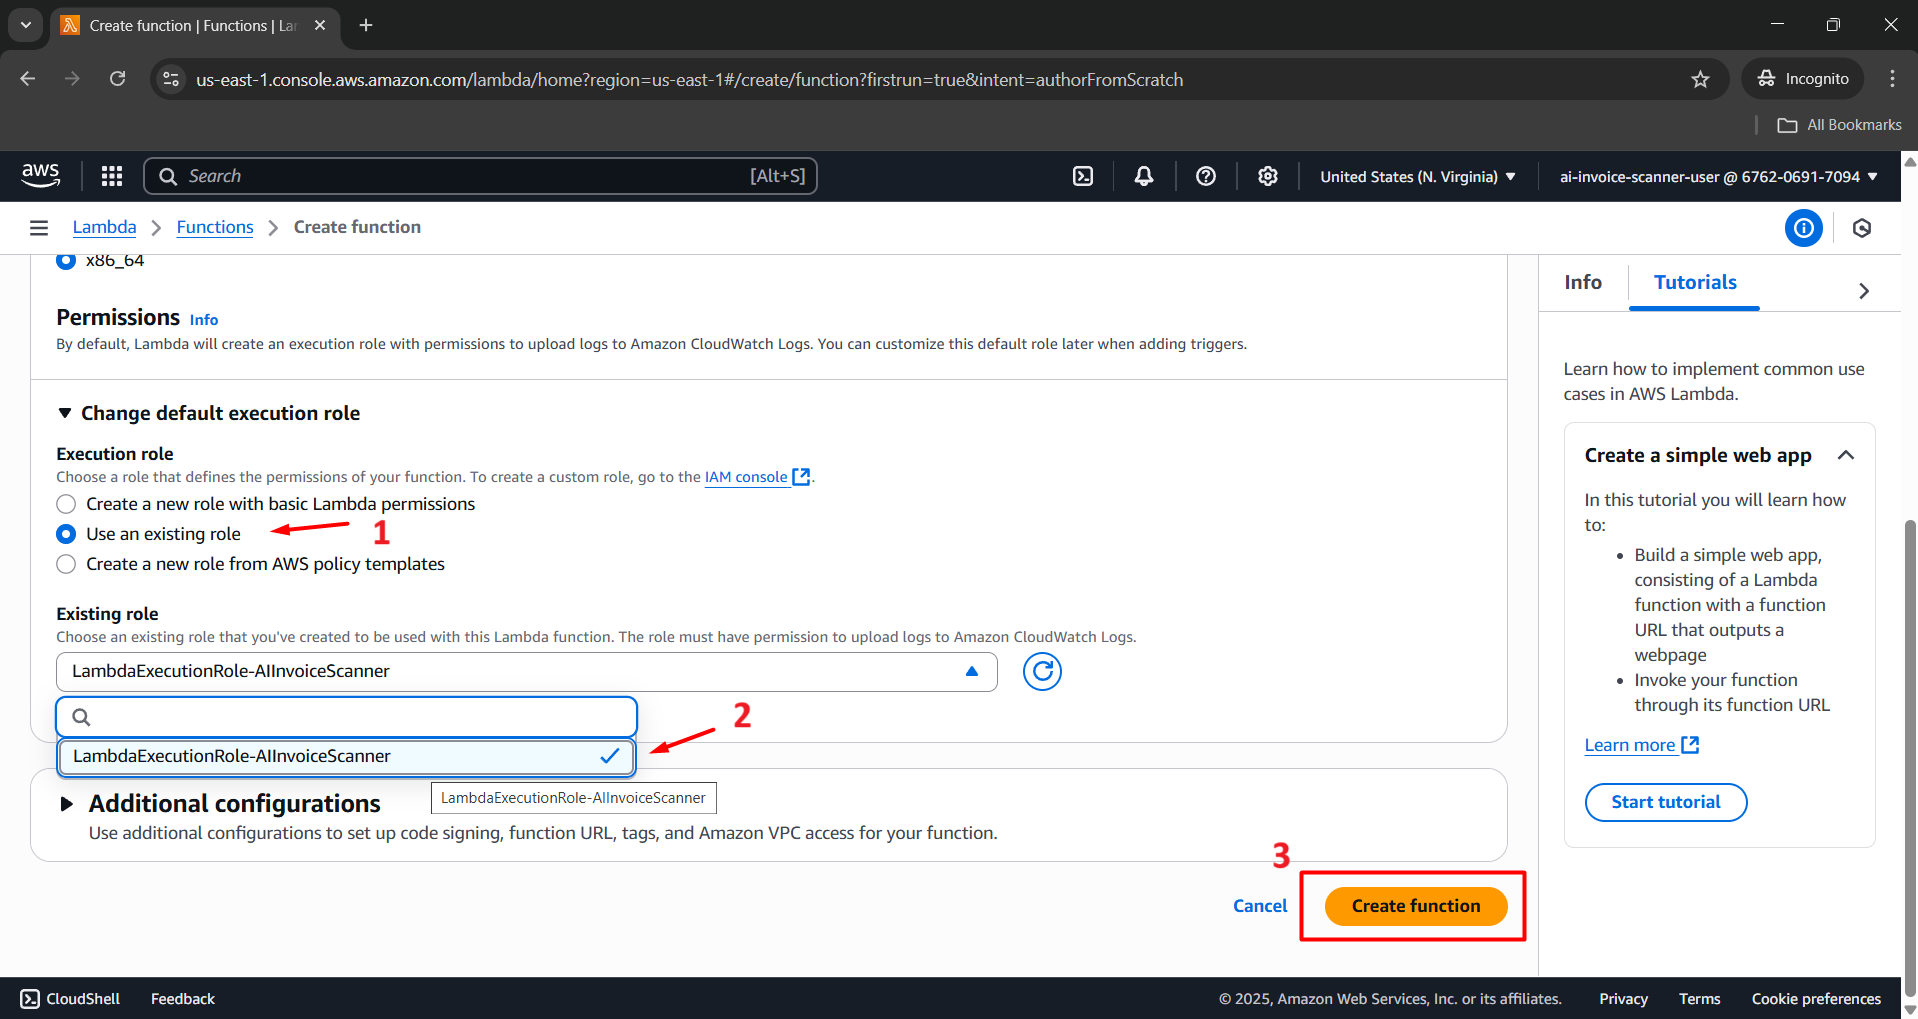 Create function | Functions | La
us-east-1.console.aws.amazon.com/lambda/home?region=us-east-1#/create/function?firstrun=true&intent=authorFromScratch
Incognito
All Bookmarks
aws
Search
[Alt+S]
United States (N. Virginia)
ai-invoice-scanner-user @ 6762-0691-7094
Lambda
Functions
Create function
x86_64
Permissions Info
By default, Lambda will create an execution role with permissions to upload logs to Amazon CloudWatch Logs. You can customize this default role later when adding triggers.
Change default execution role
Execution role
Choose a role that defines the permissions of your function. To create a custom role, go to the IAM console .
Create a new role with basic Lambda permissions
Use an existing role
1
Create a new role from AWS policy templates
Existing role
Choose an existing role that you've created to be used with this Lambda function. The role must have permission to upload logs to Amazon CloudWatch Logs.
LambdaExecutionRole-AIInvoiceScanner
2
LambdaExecutionRole-AIInvoiceScanner
LambdaExecutionRole-AIInvoiceScanner
Additional configurations
Use additional configurations to set up code signing, function URL, tags, and Amazon VPC access for your function.
3
Cancel
Create function
Info
Tutorials
Learn how to implement common use
cases in AWS Lambda.
Create a simple web app
In this tutorial you will learn how
to:
• Build a simple web app,
consisting of a Lambda
function with a function
URL that outputs a
webpage
• Invoke your function
through its function URL
Learn more
Start tutorial
CloudShell
Feedback
© 2025, Amazon Web Services, Inc. or its affiliates.
Privacy
Terms
Cookie preferences